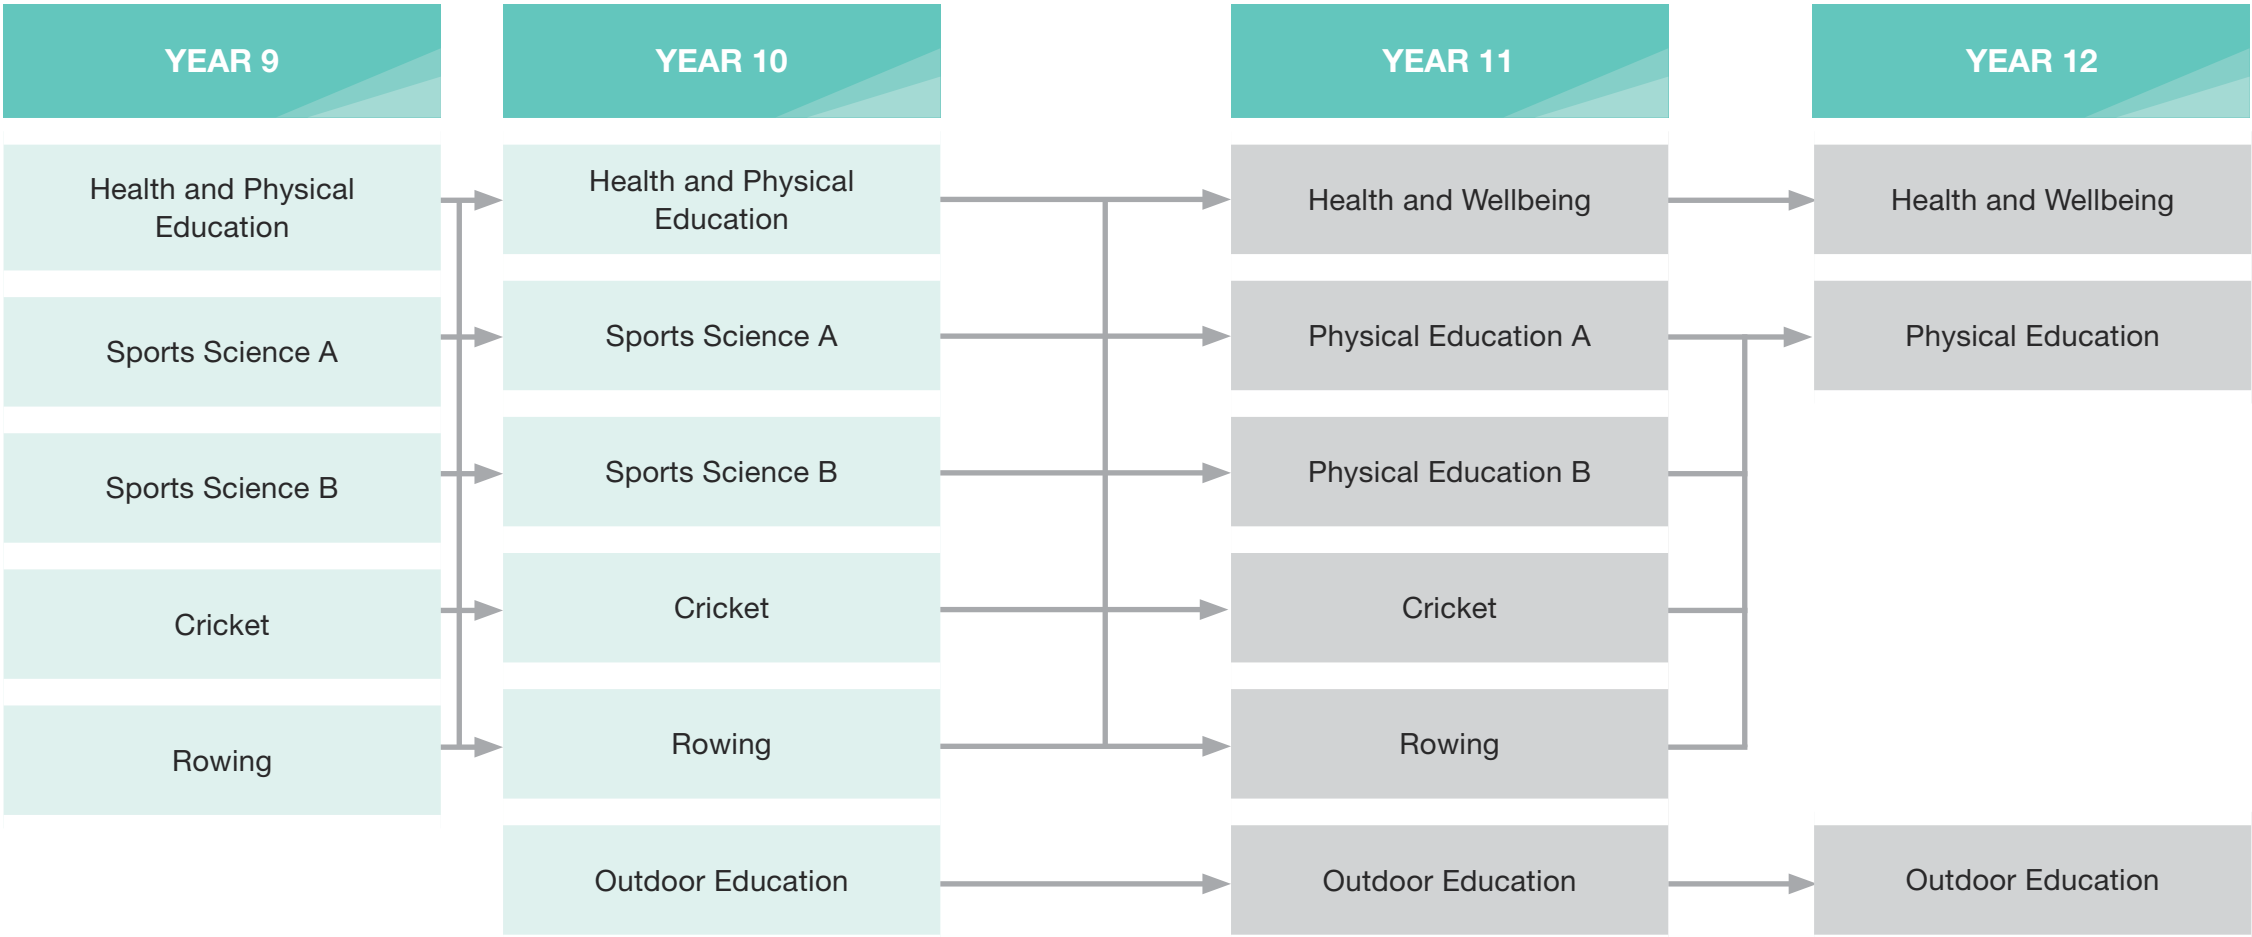 YEAR 9
YEAR 10
YEAR 11
YEAR 12
Health and Physical
Education
Sports Science A
Sports Science B
Cricket
Rowing
Health and Physical
Education
Sports Science A
Sports Science B
Cricket
Rowing
Outdoor Education
Health and Wellbeing
Physical Education A
Physical Education B
Cricket
Rowing
Outdoor Education
Health and Wellbeing
Physical Education
Outdoor Education